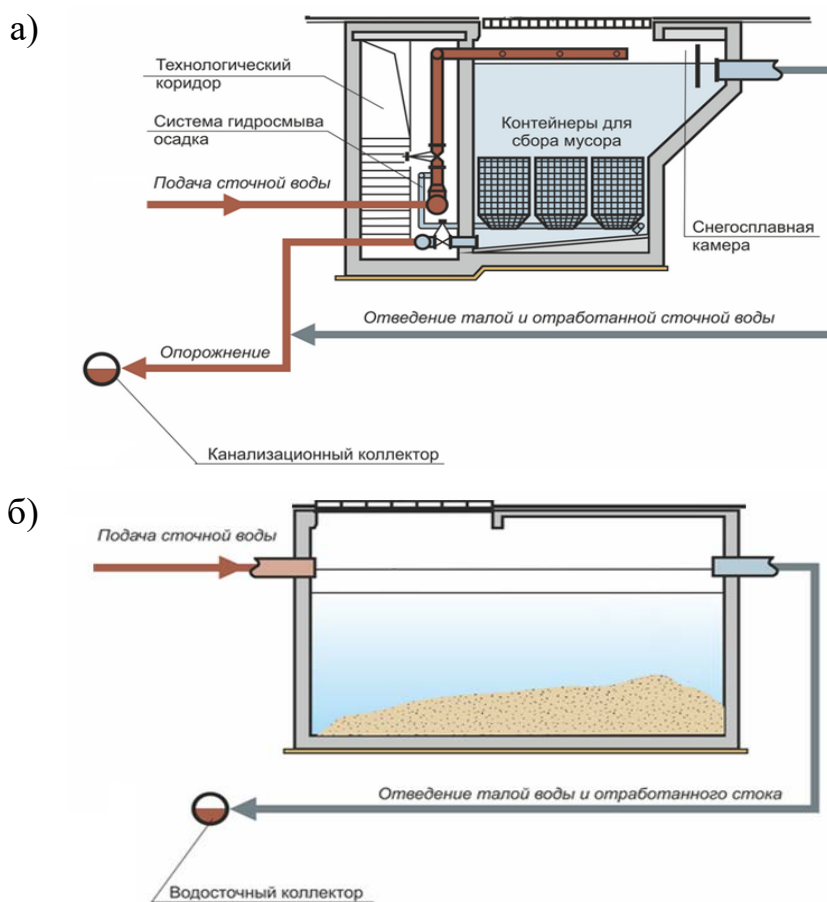 а)
Технологический
коридор
Система гидросмыва
осадка
Контейнеры для
сбора мусора
Подача сточной воды
Снегосплавная
камера
Отведение талой и отработанной сточной воды
Опорожнение
Канализационный коллектор
б)
Подача сточной воды
Отведение талой воды и отработанного стока
Водосточный коллектор